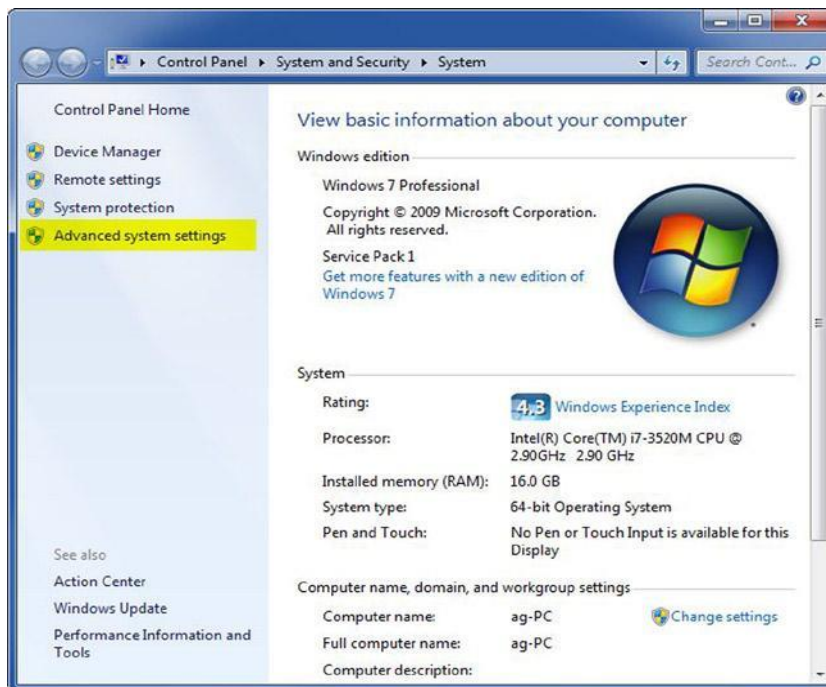 Control Panel ▸ System and Security ▸ System
Search Cont...
Control Panel Home
Device Manager
Remote settings
System protection
Advanced system settings
See also
Action Center
Windows Update
Performance Information and
Tools
View basic information about your computer
Windows edition
Windows 7 Professional
Copyright © 2009 Microsoft Corporation.
All rights reserved.
Service Pack 1
Get more features with a new edition of
Windows 7
System
Rating:
4.3 Windows Experience Index
Processor:
Intel(R) Core(TM) i7-3520M CPU @
2.90GHz 2.90 GHz
Installed memory (RAM): 16.0 GB
System type: 64-bit Operating System
Pen and Touch: No Pen or Touch Input is available for this
Display
Computer name, domain, and workgroup settings
Computer name: ag-PC Change settings
Full computer name: ag-PC
Computer description: